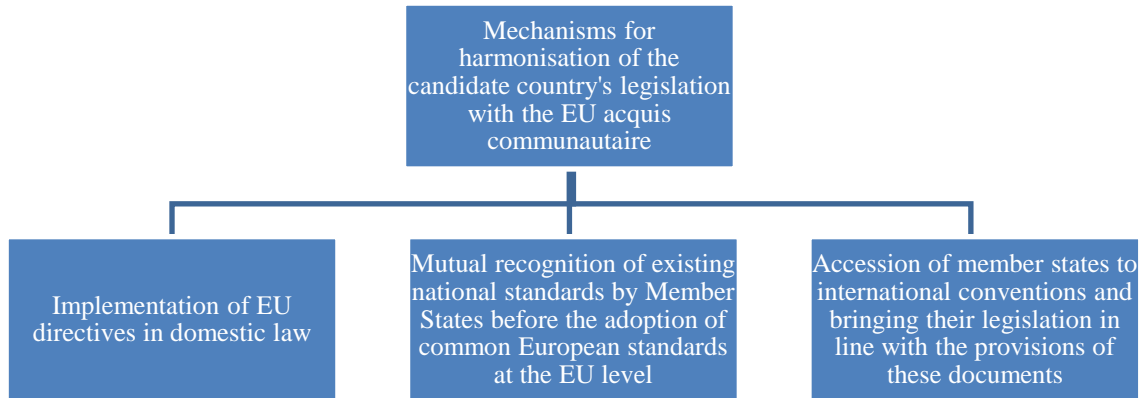 Mechanisms for
harmonisation of the
candidate country's legislation
with the EU acquis
communautaire
Implementation of EU
directives in domestic law
Mutual recognition of existing
national standards by Member
States before the adoption of
common European standards
at the EU level
Accession of member states to
international conventions and
bringing their legislation in
line with the provisions of
these documents